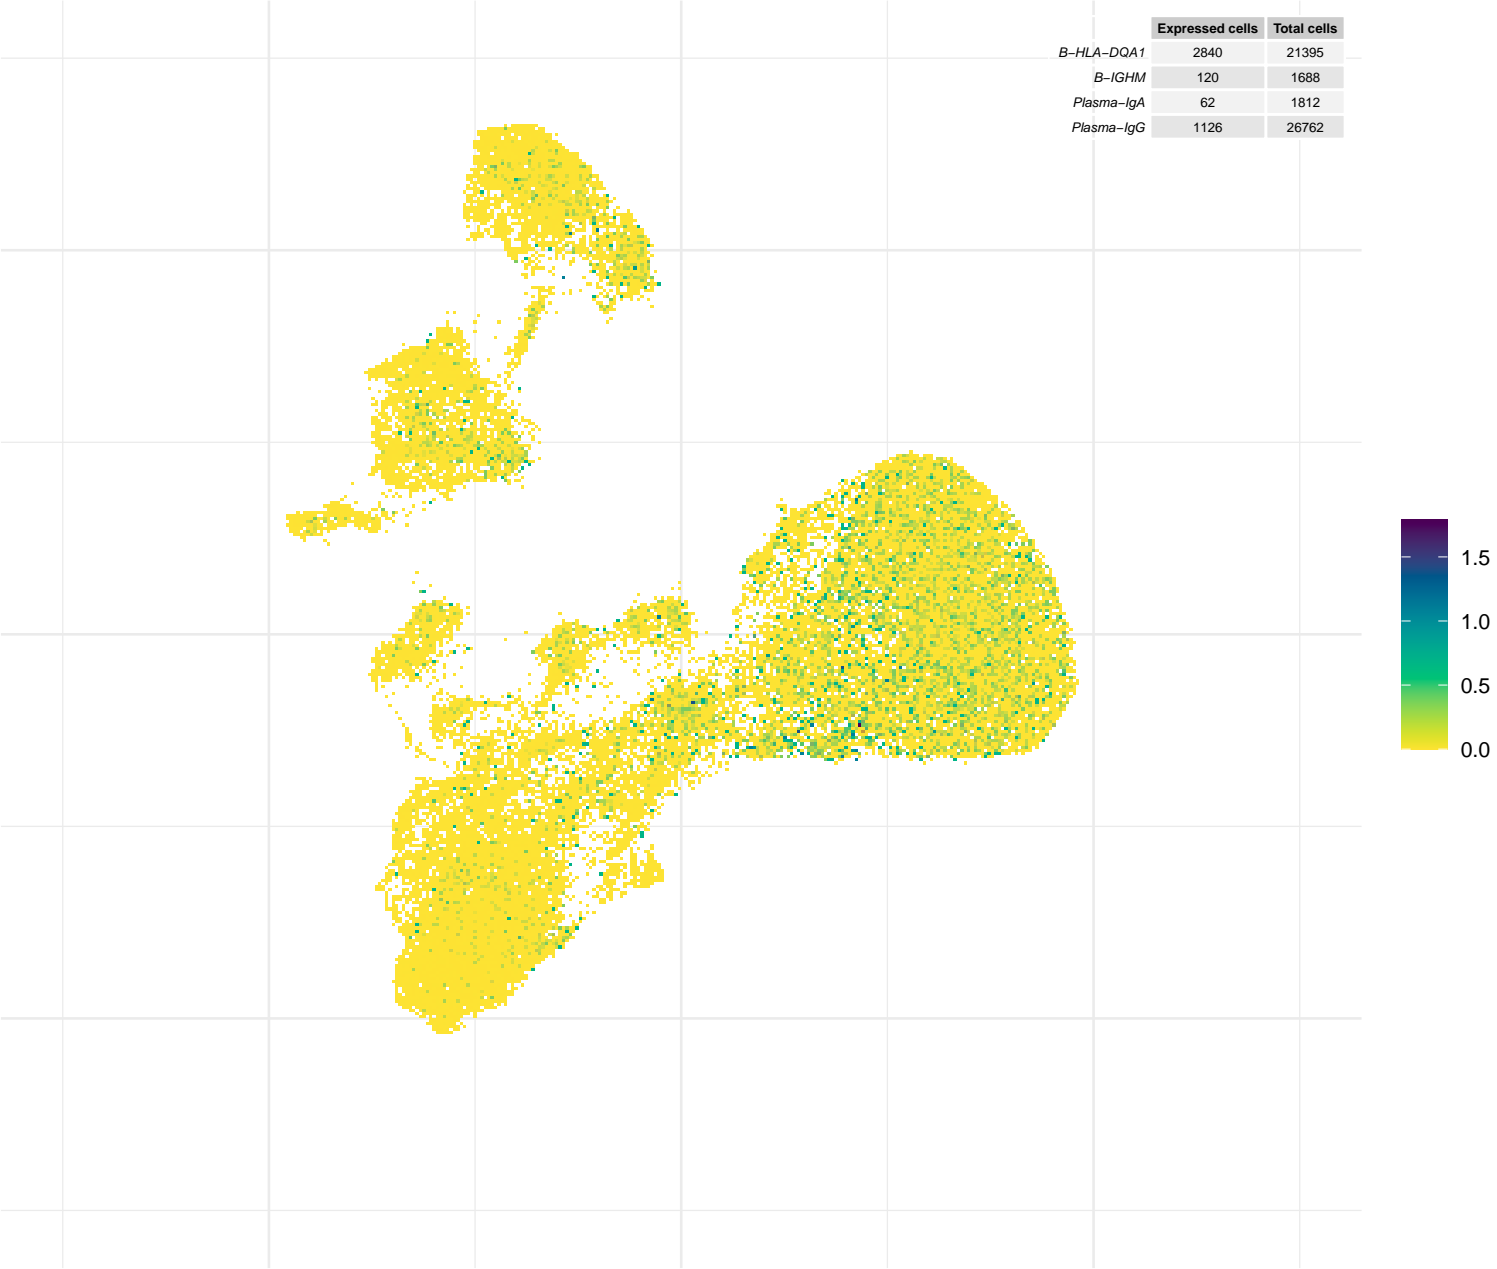 Expressed cells Total cells
B−HLA−DQA1 2840 21395
B−IGHM 120 1688
Plasma−IgA 62 1812
Plasma−IgG 1126 26762
1.5
1.0
0.5
0.0